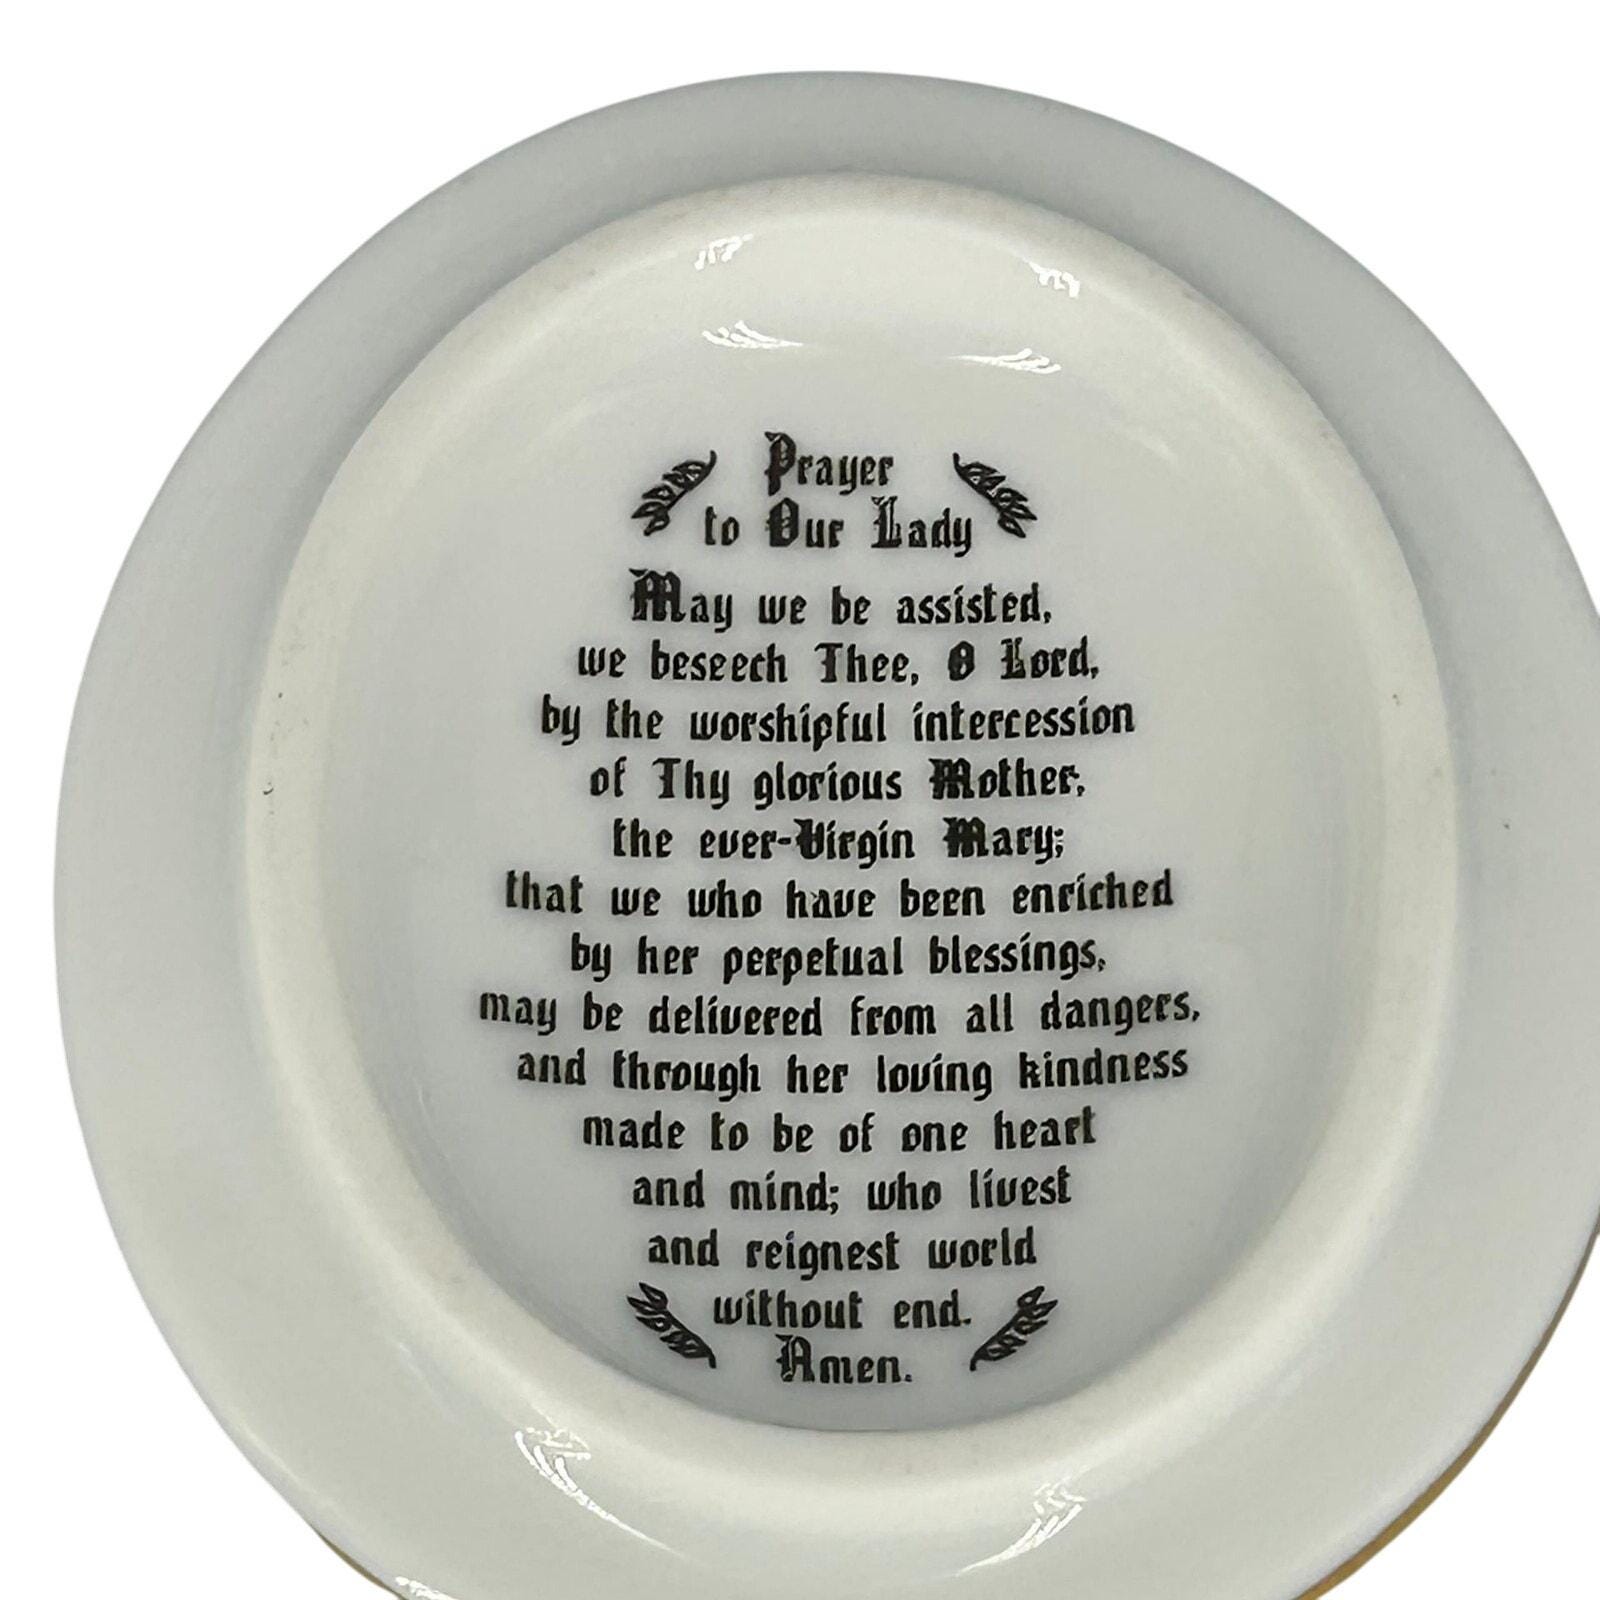 Prayer
to Our Lady
May we be assisted,
we beseech Thee, O Lord,
by the worshipful intercession
of Thy glorious Mother,
the ever-Virgin Mary;
that we who have been enriched
by her perpetual blessings,
may be delivered from all dangers,
and through her loving kindness
made to be of one heart
and mind; who livest
and reignest world
without end.
Amen.